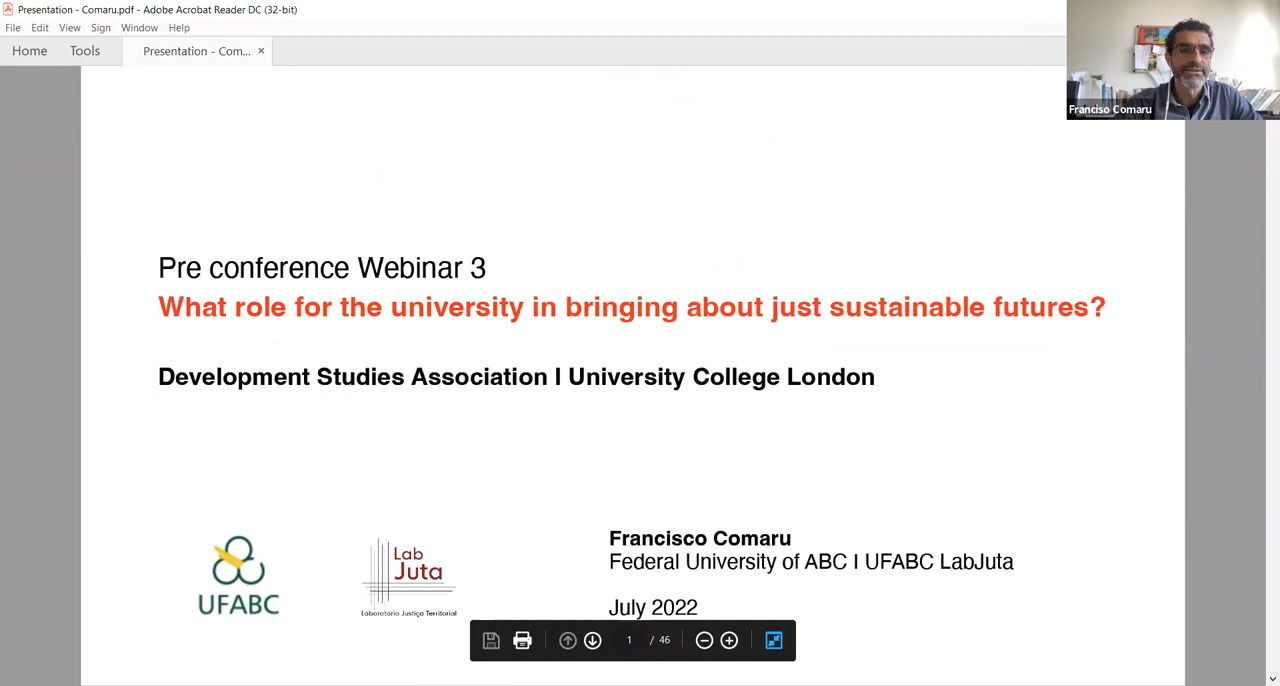 Presentation - Comaru.pdf - Adobe Acrobat Reader DC (32-bit)
File Edit View Sign Window Help
Home Tools Presentation - Com... ×
Franciso Comaru
Pre conference Webinar 3
What role for the university in bringing about just sustainable futures?
Development Studies Association I University College London
UFABC
Lab
Juta
Laboratório Justiça Territorial
Francisco Comaru
Federal University of ABC I UFABC LabJuta
July 2022
1 / 46